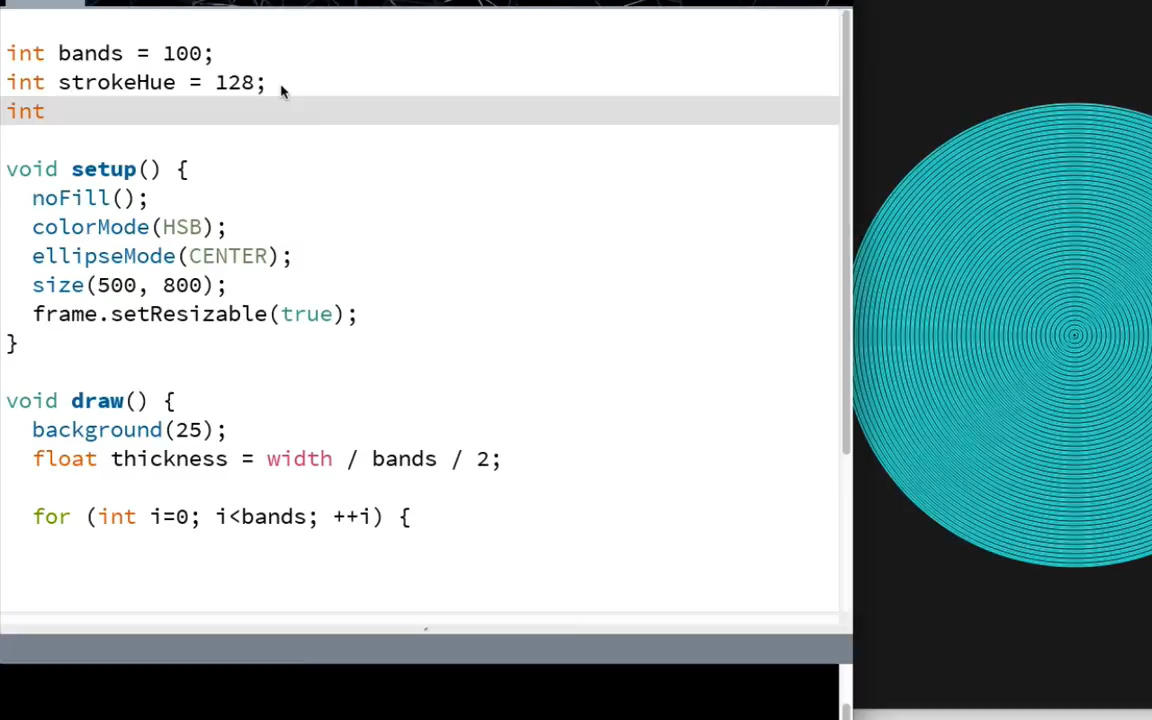 int bands = 100;
int strokeHue = 128;
int
void setup() {
noFill();
colorMode(HSB);
ellipseMode(CENTER);
size(500, 800);
frame.setResizable(true);
}
void draw() {
background(25);
float thickness = width / bands / 2;
for (int i=0; i<bands; ++i) {